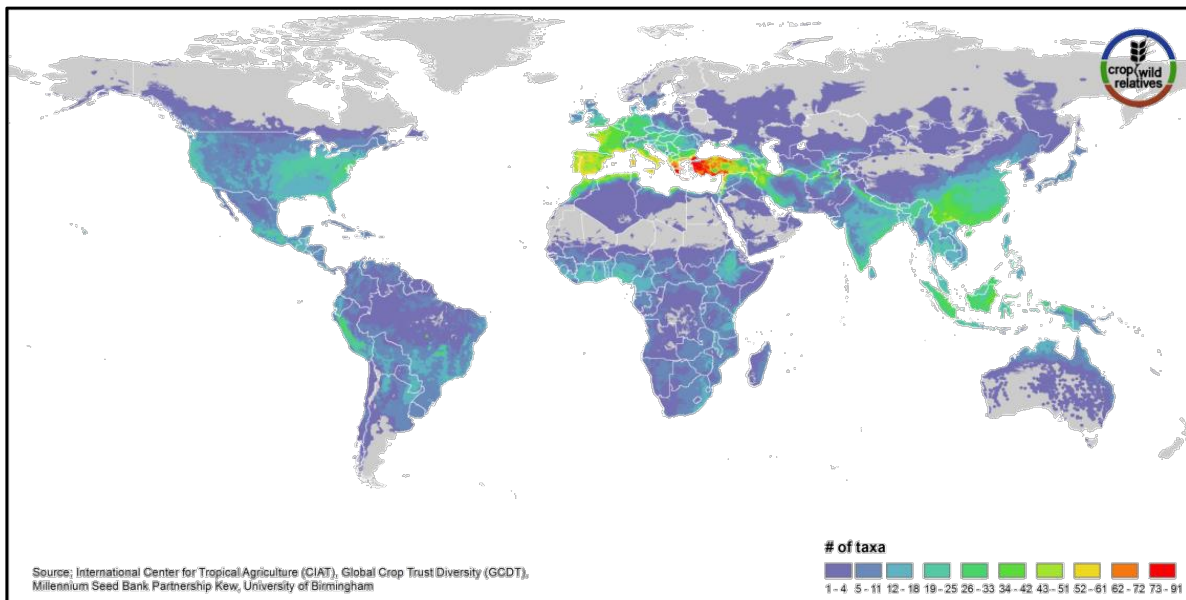 crop wild
relatives
Source: International Center for Tropical Agriculture (CIAT), Global Crop Trust Diversity (GCDT),
Millennium Seed Bank Partnership Kew, University of Birmingham
# of taxa
1 - 4 5 - 11 12 - 18 19 - 25 26 - 33 34 - 42 43 - 51 52 - 61 62 - 72 73 - 91